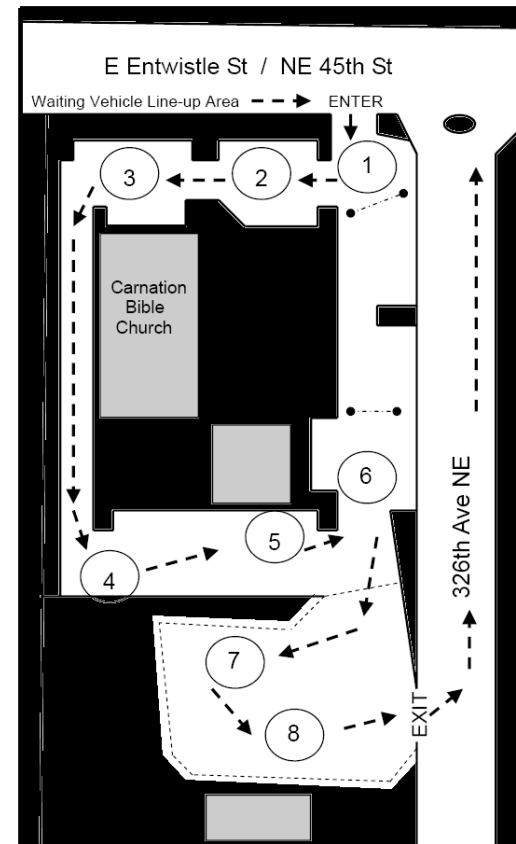 E Entwistle St / NE 45th St
Waiting Vehicle Line-up Area
ENTER
1
2
3
Carnation
Bible
Church
6
5
4
326th Ave NE
7
8
EXIT